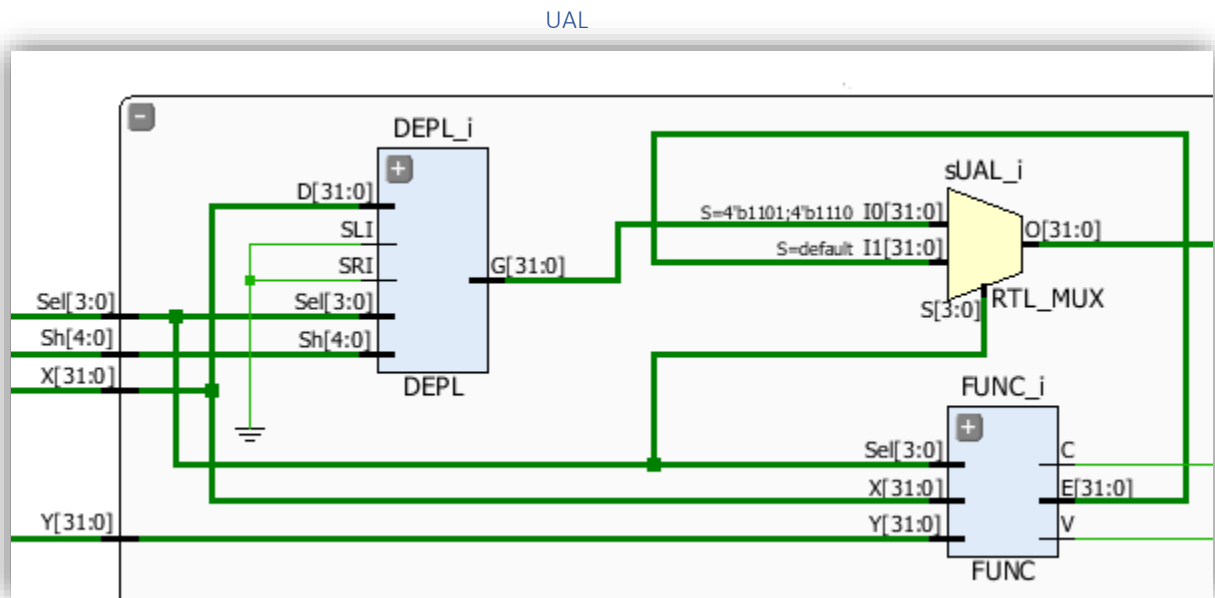 UAL
DEPL_i
D[31:0]
SLI
SRI
Sel[3:0]
Sh[4:0]
G[31:0]
DEPL
Sel[3:0]
Sh[4:0]
X[31:0]
Y[31:0]
sUAL_i
S=4'b1101;4'b1110 I0[31:0]
S=default I1[31:0]
O[31:0]
S[3:0]
RTL_MUX
FUNC_i
Sel[3:0]
X[31:0]
Y[31:0]
C
E[31:0]
V
FUNC